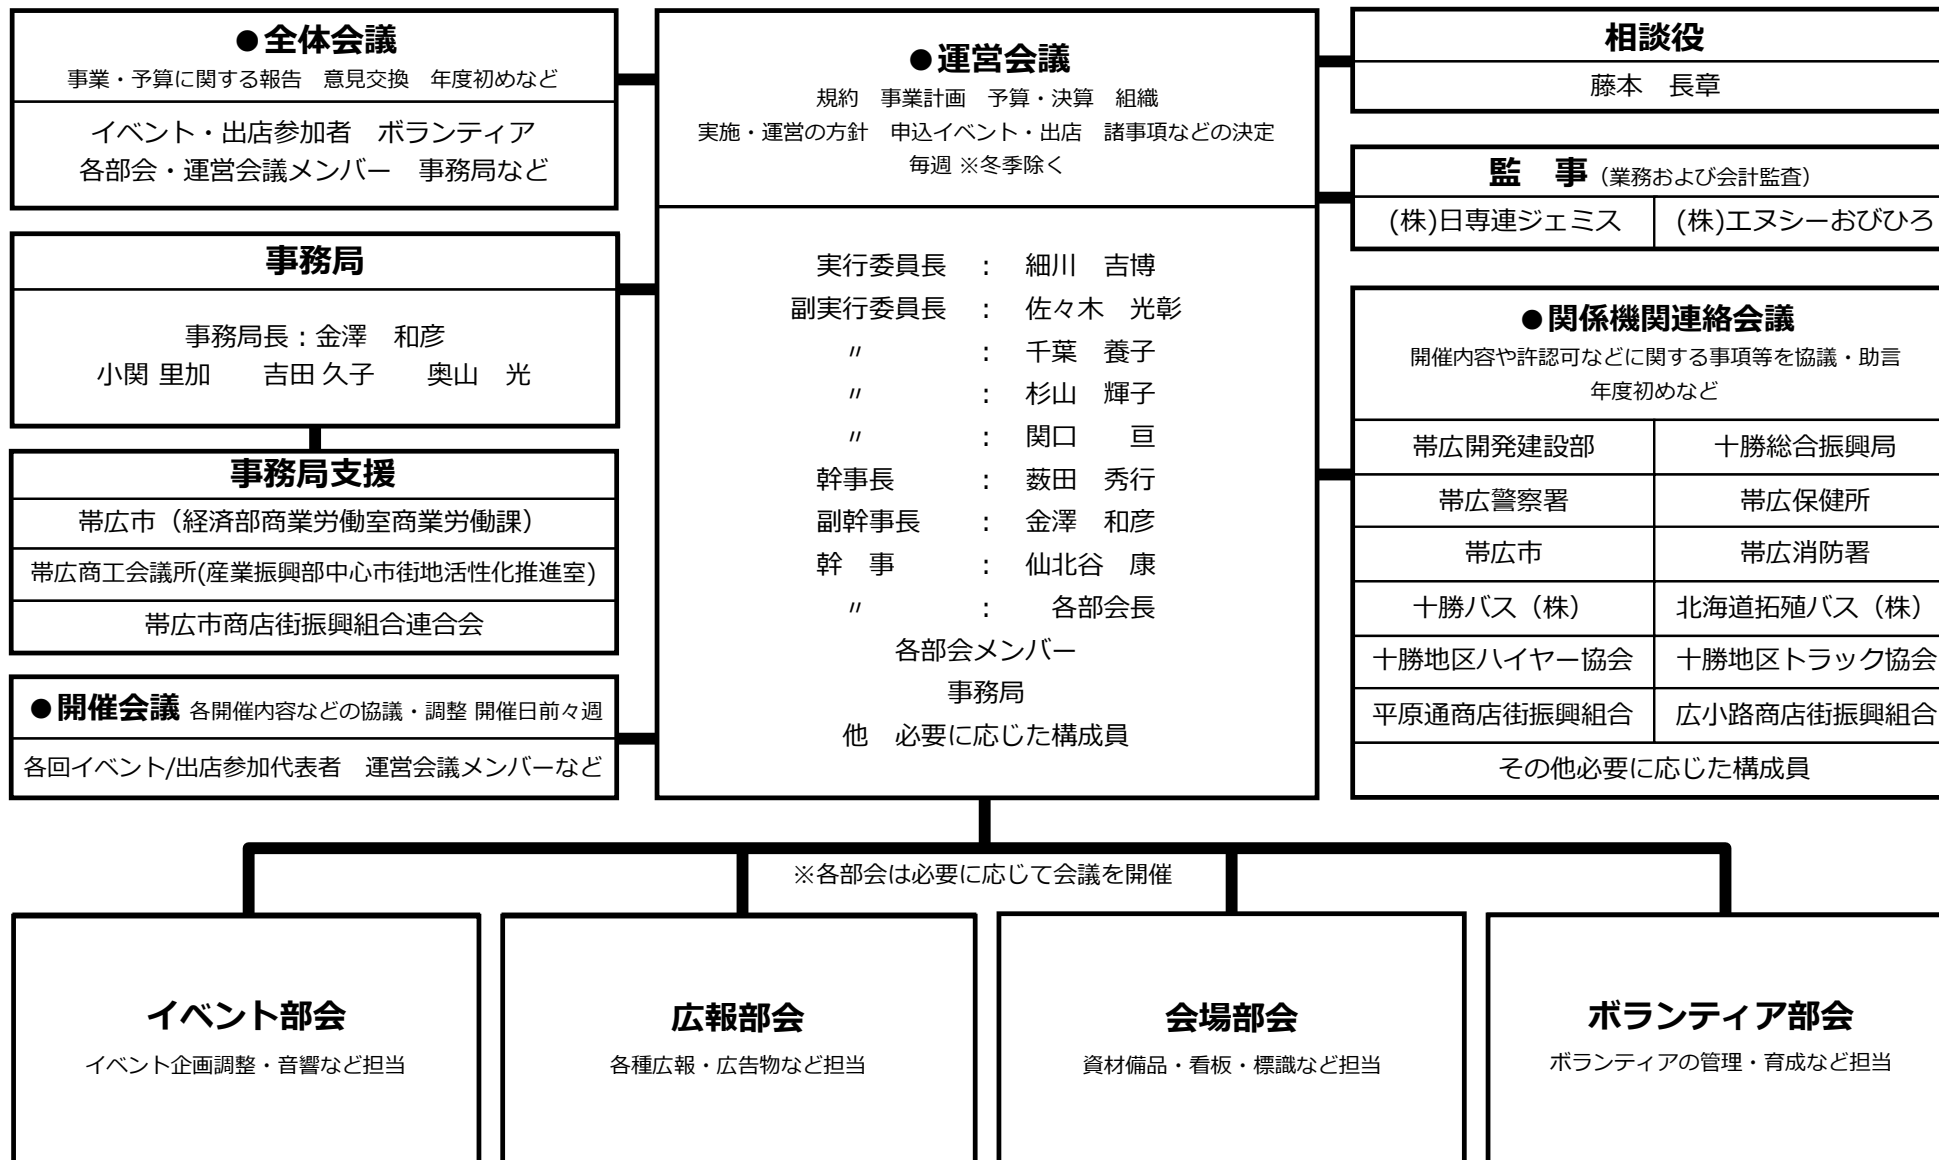 ●全体会議
事業・予算に関する報告　意見交換　年度初めなど
イベント・出店参加者　ボランティア
各部会・運営会議メンバー　事務局など
事務局
事務局長：金澤　和彦
小関 里加　　吉田 久子　　奥山　光
事務局支援
帯広市（経済部商業労働室商業労働課）
帯広商工会議所(産業振興部中心市街地活性化推進室)
帯広市商店街振興組合連合会
●開催会議 各開催内容などの協議・調整 開催日前々週
各回イベント/出店参加代表者　運営会議メンバーなど
●運営会議
規約　事業計画　予算・決算　組織
実施・運営の方針　申込イベント・出店　諸事項などの決定
毎週 ※冬季除く
実行委員長　：　細川　吉博
副実行委員長　：　佐々木　光彰
〃　：　千葉　養子
〃　：　杉山　輝子
〃　：　関口　　亘
幹事長　：　薮田　秀行
副幹事長　：　金澤　和彦
幹　事　：　仙北谷　康
〃　：　各部会長
各部会メンバー
事務局
他　必要に応じた構成員
相談役
藤本　長章
監　事（業務および会計監査）
(株)日専連ジェミス　(株)エヌシーおびひろ
●関係機関連絡会議
開催内容や許認可などに関する事項等を協議・助言
年度初めなど
帯広開発建設部　十勝総合振興局
帯広警察署　帯広保健所
帯広市　帯広消防署
十勝バス（株）　北海道拓殖バス（株）
十勝地区ハイヤー協会　十勝地区トラック協会
平原通商店街振興組合　広小路商店街振興組合
その他必要に応じた構成員
※各部会は必要に応じて会議を開催
イベント部会
イベント企画調整・音響など担当
広報部会
各種広報・広告物など担当
会場部会
資材備品・看板・標識など担当
ボランティア部会
ボランティアの管理・育成など担当